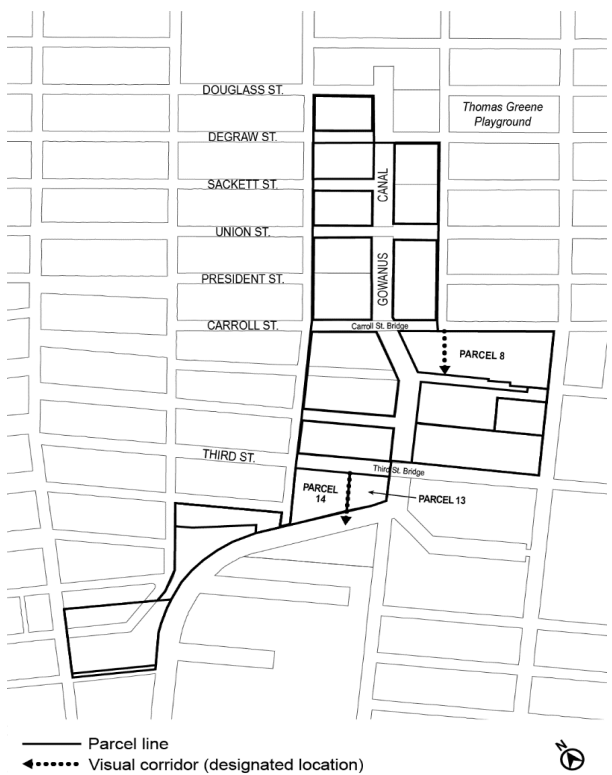 DOUGLASS ST.
Thomas Greene
Playground
DEGRAW ST.
SACKETT ST.
CANAL
UNION ST.
PRESIDENT ST.
GOWANUS
CARROLL ST.
Carroll St. Bridge
PARCEL 8
THIRD ST.
Third St. Bridge
PARCEL
14
PARCEL 13
Parcel line
Visual corridor (designated location)
N